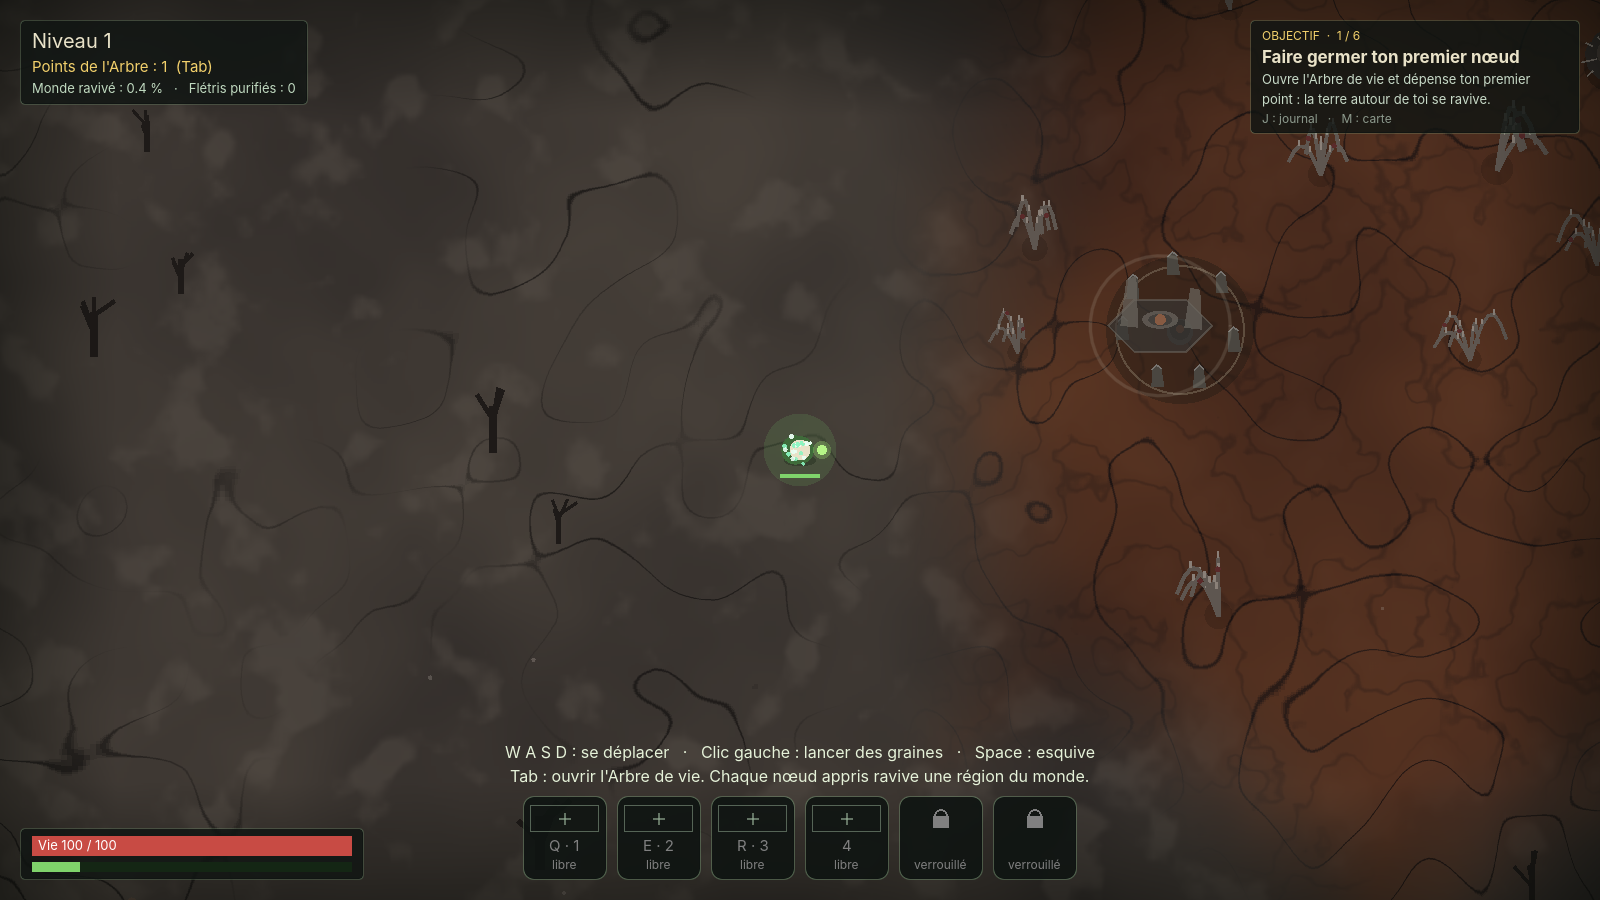 Niveau 1
Points de l'Arbre : 1 (Tab)
Monde ravivé : 0.4 % · Flétris purifiés : 0
OBJECTIF · 1 / 6
Faire germer ton premier nœud
Ouvre l'Arbre de vie et dépense ton premier
point : la terre autour de toi se ravive.
J : journal · M : carte
W A S D : se déplacer · Clic gauche : lancer des graines · Space : esquive
Tab : ouvrir l'Arbre de vie. Chaque nœud appris ravive une région du monde.
Q · 1
libre
E · 2
libre
R · 3
libre
4
libre
verrouillé
verrouillé
Vie 100 / 100